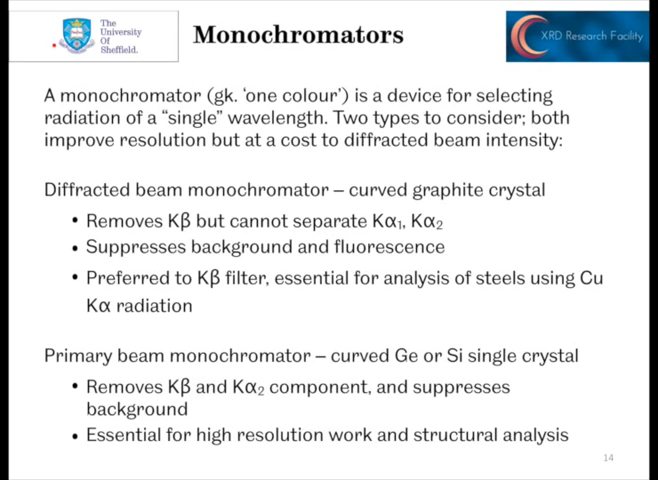 The
University
Of
Sheffield.
Monochromators
XRD Research Facility
A monochromator (gk. ‘one colour’) is a device for selecting
radiation of a “single” wavelength. Two types to consider; both
improve resolution but at a cost to diffracted beam intensity:
Diffracted beam monochromator – curved graphite crystal
• Removes Kβ but cannot separate Kα₁, Kα₂
• Suppresses background and fluorescence
• Preferred to Kβ filter, essential for analysis of steels using Cu
Kα radiation
Primary beam monochromator – curved Ge or Si single crystal
• Removes Kβ and Kα₂ component, and suppresses
background
• Essential for high resolution work and structural analysis
14